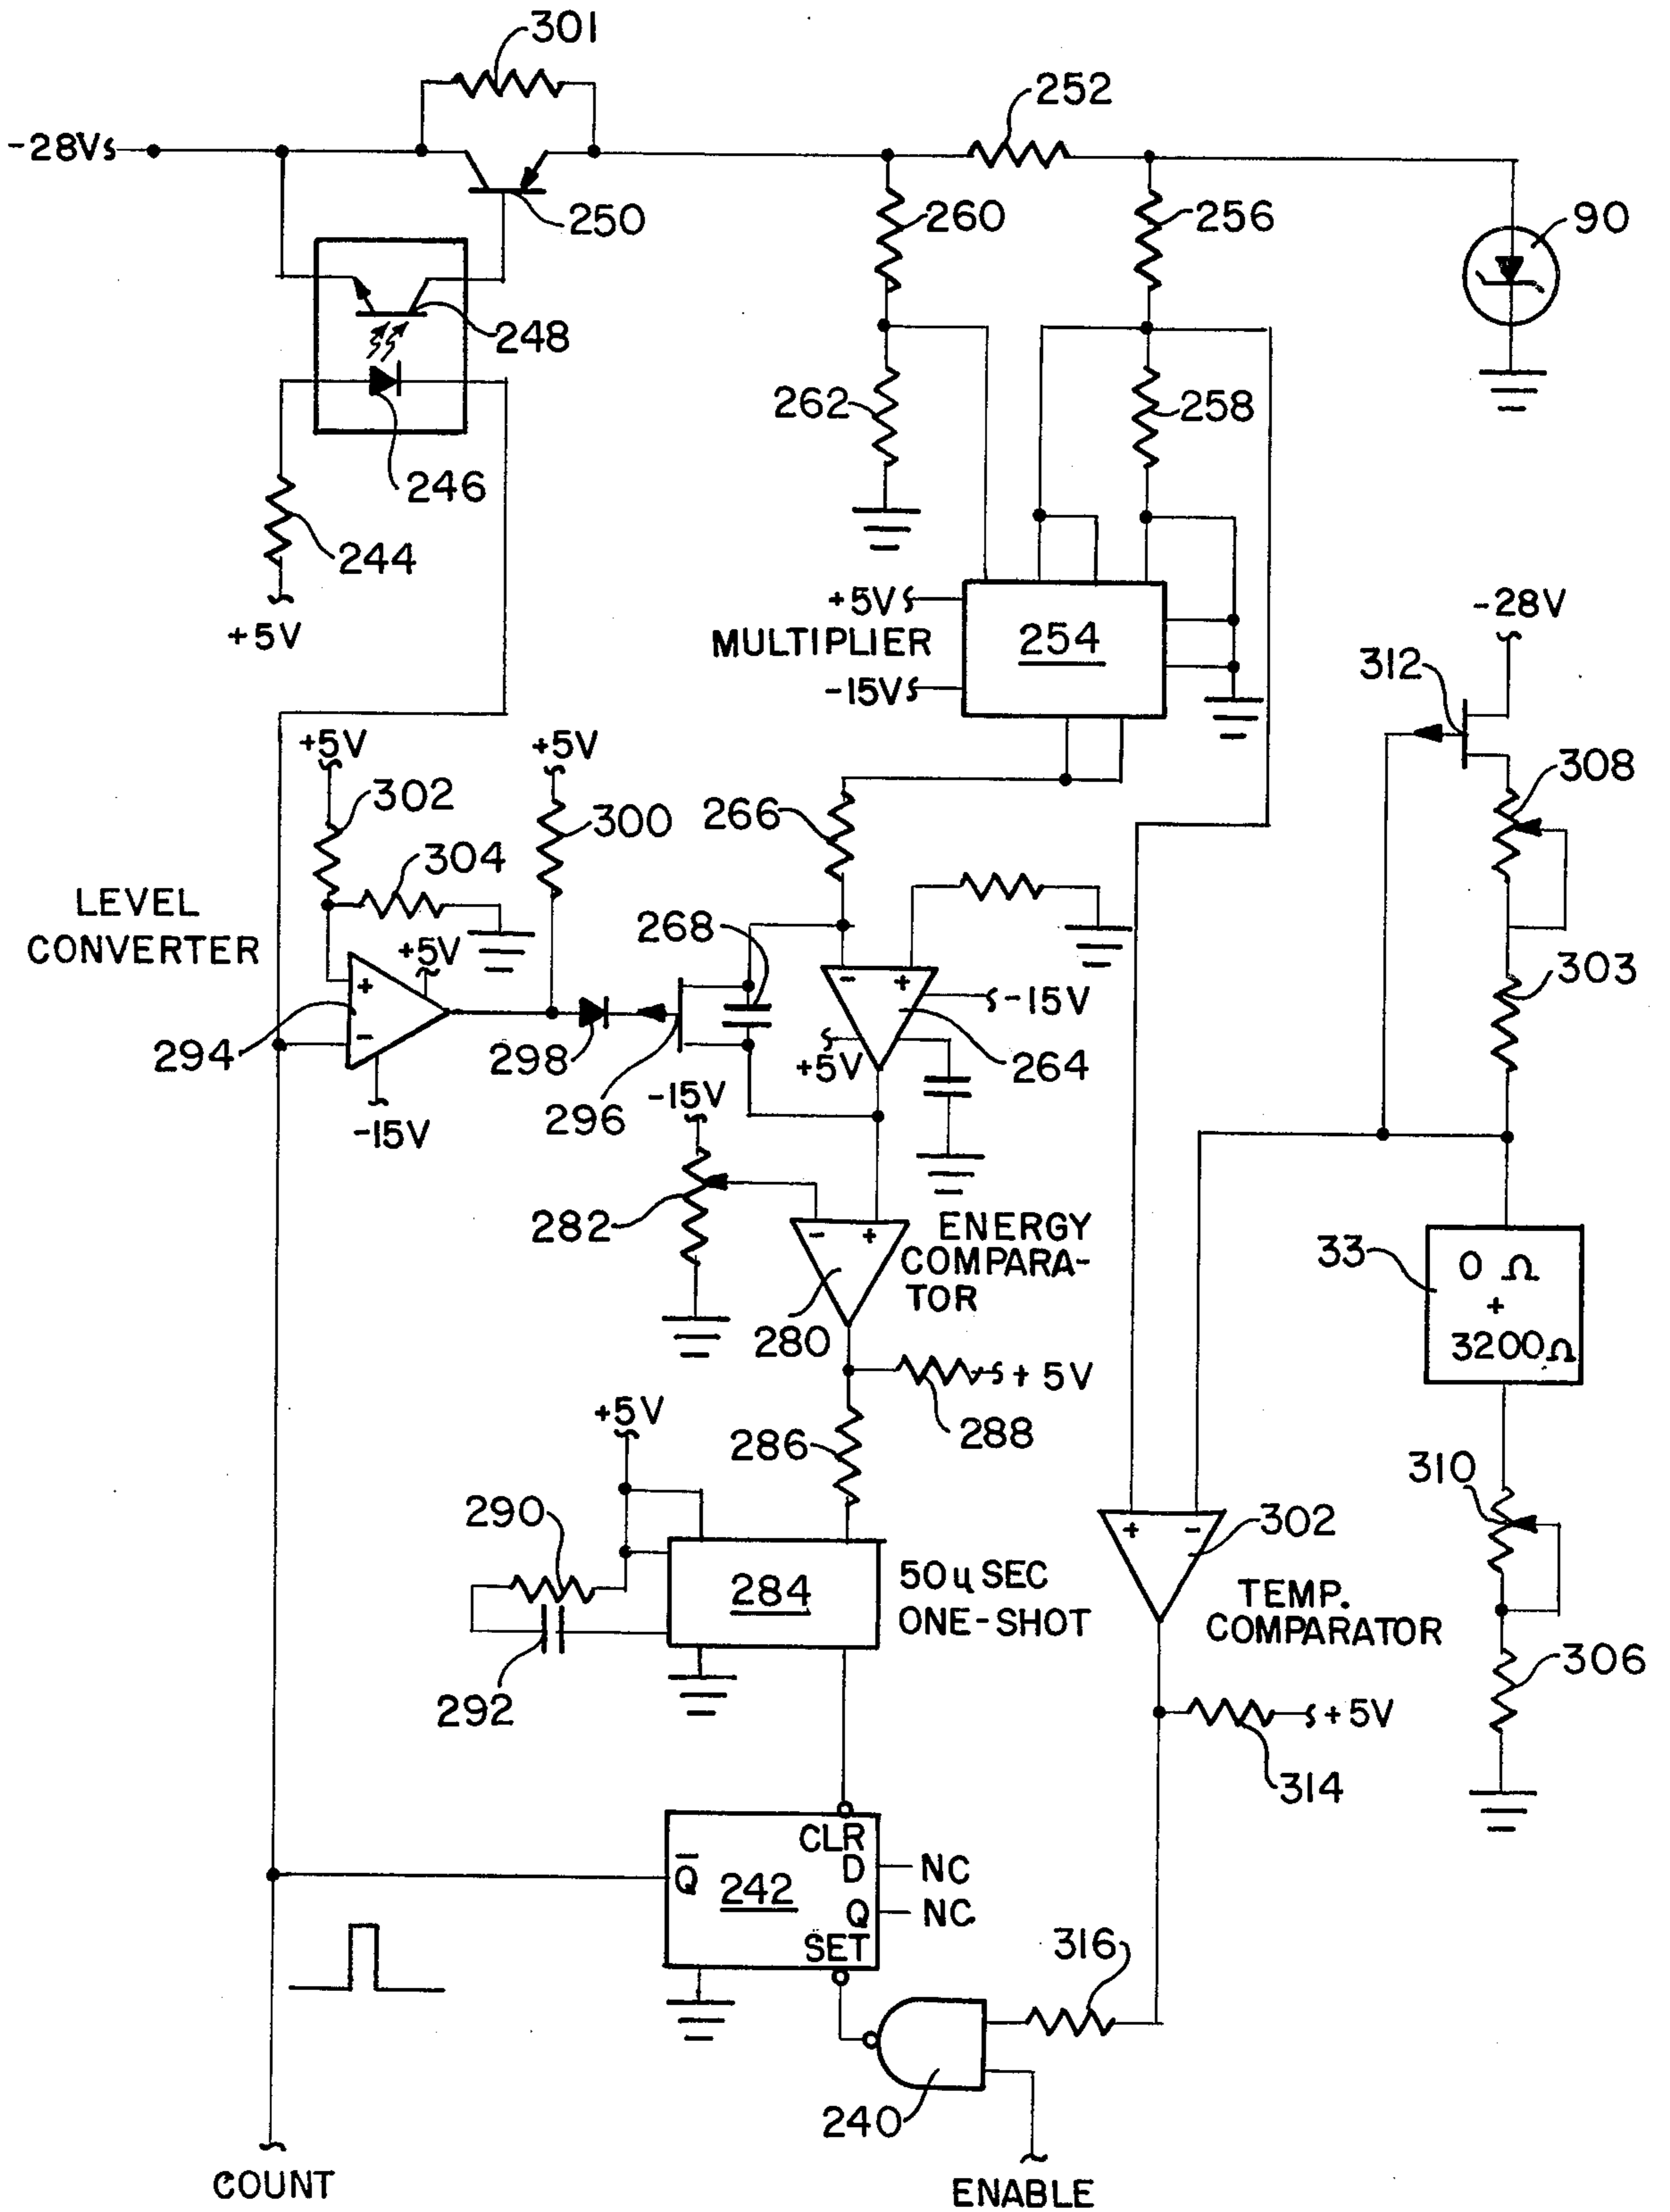 301
252
-28V
250
260
256
90
248
262
258
246
244
+5V
+5V
MULTIPLIER
254
-15V
-28V
312
+5V
+5V
302
300
266
308
304
LEVEL
CONVERTER
+5V
268
303
+
-
294
298
296
-
+
-15V
+5V
264
-15V
-15V
282
-
+
ENERGY
COMPARA-
TOR
280
33
0 Ω
+
3200Ω
+5V
288
+5V
286
310
290
284
50u SEC
ONE-SHOT
292
+
-
302
TEMP.
COMPARATOR
306
+5V
314
CLR
Q̅
242
D
NC
Q
NC
SET
316
240
COUNT
ENABLE